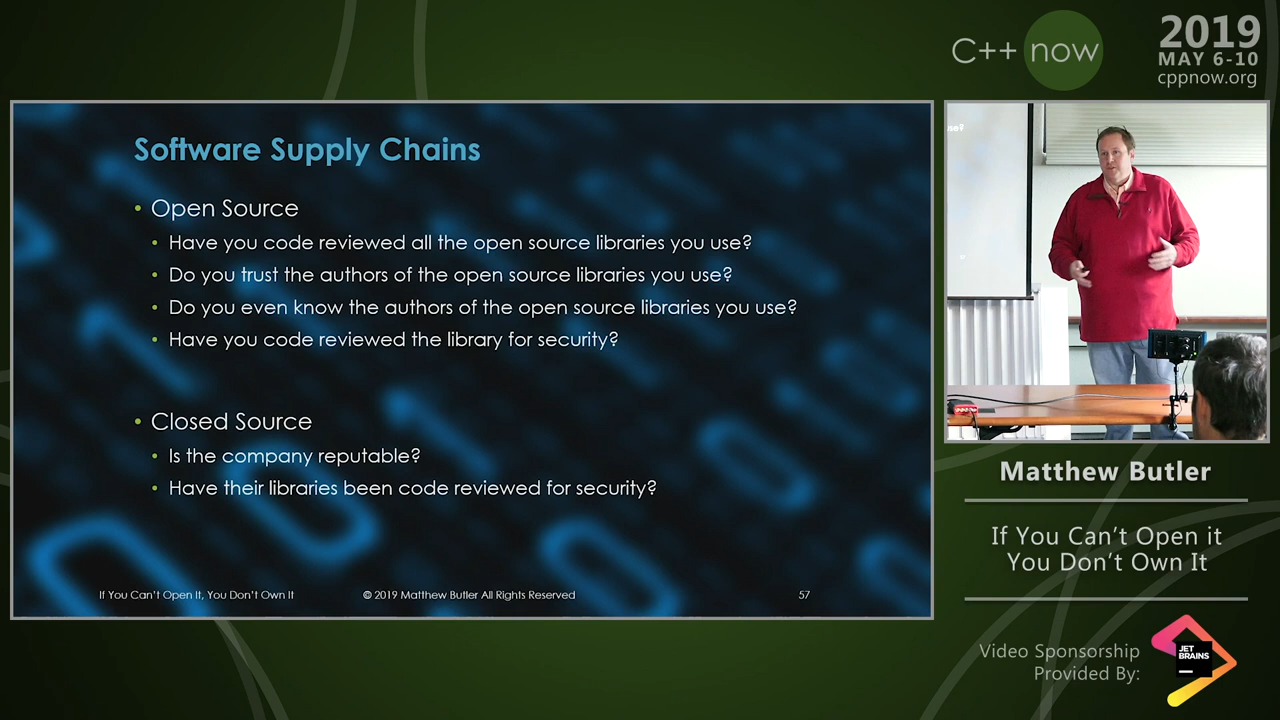 C++ now
2019
MAY 6-10
cppnow.org
Software Supply Chains
• Open Source
• Have you code reviewed all the open source libraries you use?
• Do you trust the authors of the open source libraries you use?
• Do you even know the authors of the open source libraries you use?
• Have you code reviewed the library for security?
• Closed Source
• Is the company reputable?
• Have their libraries been code reviewed for security?
If You Can't Open It, You Don't Own It
© 2019 Matthew Butler All Rights Reserved
57
se?
Matthew Butler
If You Can't Open it
You Don't Own It
Video Sponsorship
Provided By:
JET
BRAINS